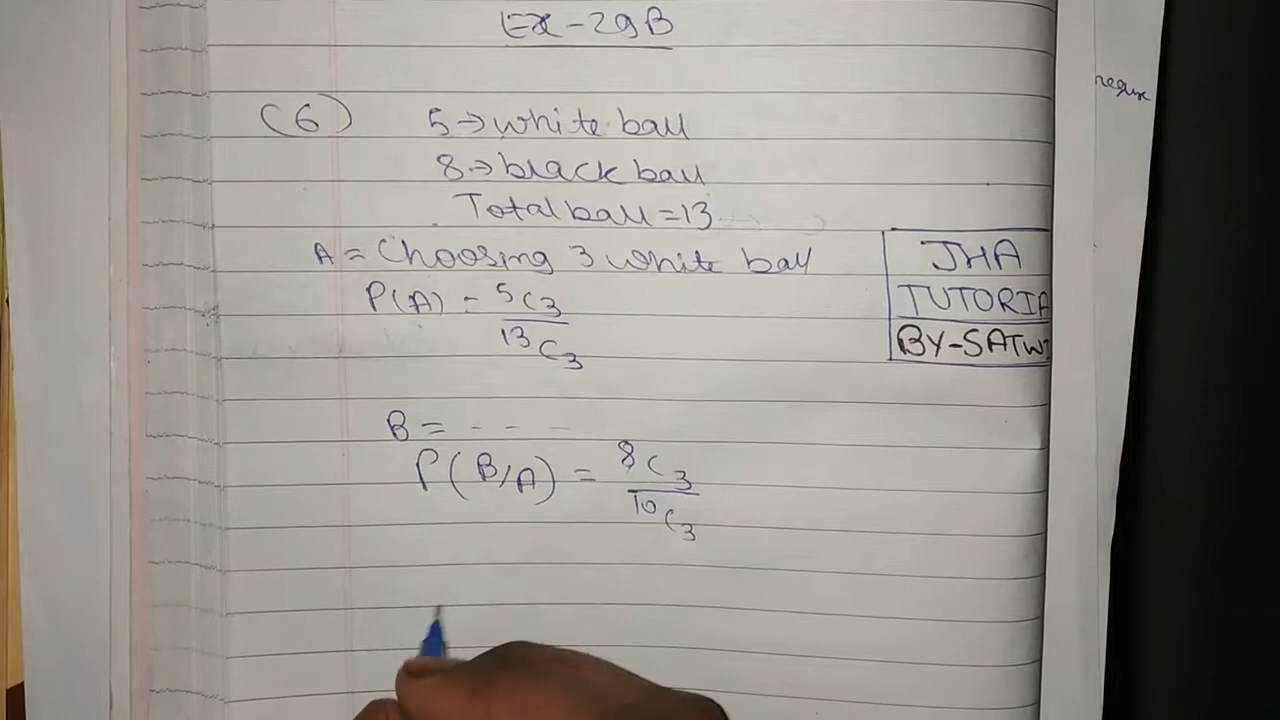 Ex-29B
(6) 5→white ball
8→black ball
Total ball=13
A = Choosing 3 white ball
P(A) = ⁵C₃
¹³C₃
B = - - -
P(B/A) = ⁸C₃
¹⁰C₃
JHA
TUTORIA
BY-SATW